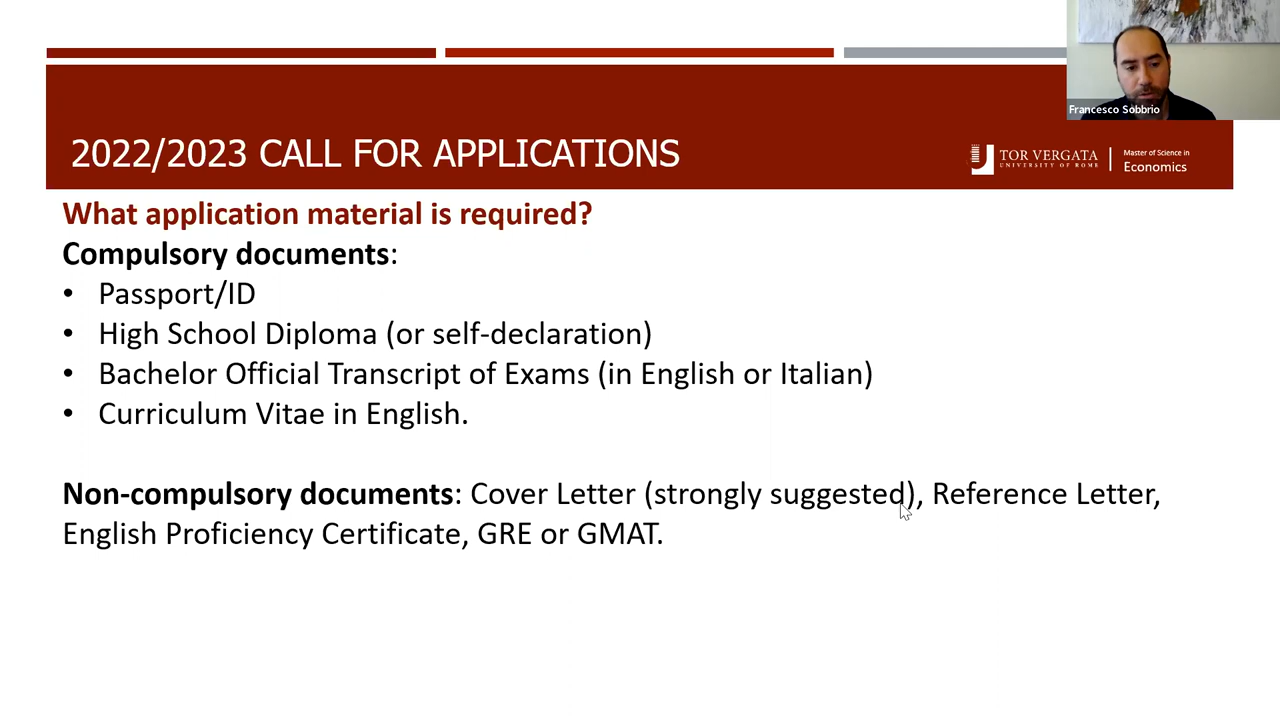 Francesco Sobbrio
2022/2023 CALL FOR APPLICATIONS
TOR VERGATA
UNIVERSITY OF ROME
Master of Science in
Economics
What application material is required?
Compulsory documents:
• Passport/ID
• High School Diploma (or self-declaration)
• Bachelor Official Transcript of Exams (in English or Italian)
• Curriculum Vitae in English.
Non-compulsory documents: Cover Letter (strongly suggested), Reference Letter,
English Proficiency Certificate, GRE or GMAT.